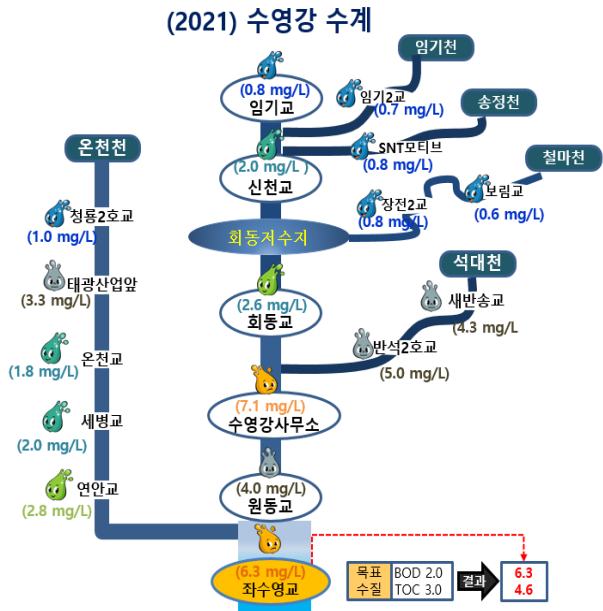 (2021) 수영강 수계
임기천
(0.8 mg/L)
임기교
임기2교
(0.7 mg/L)
송정천
온천천
SNT모티브
(0.8 mg/L)
(2.0 mg/L)
신천교
철마천
보림교
(0.6 mg/L)
장전2교
(0.8 mg/L)
청룡2호교
(1.0 mg/L)
회동저수지
석대천
태광산업앞
(3.3 mg/L)
(2.6 mg/L)
회동교
새반송교
(4.3 mg/L
반석2호교
(5.0 mg/L)
온천교
(1.8 mg/L)
(7.1 mg/L)
수영강사무소
세병교
(2.0 mg/L)
연안교
(2.8 mg/L)
(4.0 mg/L)
원동교
(6.3 mg/L)
좌수영교
목표 BOD 2.0 결과 6.3
수질 TOC 3.0 4.6